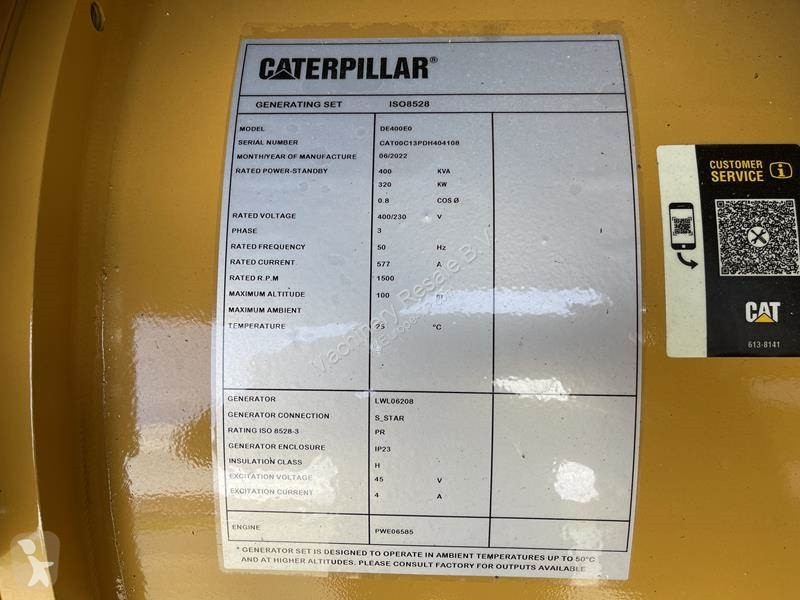 CATERPILLAR®
GENERATING SET ISO8528
MODEL DE400E0
SERIAL NUMBER CAT00C13PDH404108
MONTH/YEAR OF MANUFACTURE 06/2022
RATED POWER-STANDBY 400 KVA
320 KW
0.8 COS Ø
RATED VOLTAGE 400/230 V
PHASE 3
RATED FREQUENCY 50 Hz
RATED CURRENT 577 A
RATED R.P.M 1500
MAXIMUM ALTITUDE 100 m
MAXIMUM AMBIENT
TEMPERATURE 25 °C
Machinery Resale B.V.
GENERATOR LWL06208
GENERATOR CONNECTION S_STAR
RATING ISO 8528-3 PR
GENERATOR ENCLOSURE IP23
INSULATION CLASS H
EXCITATION VOLTAGE 45 V
EXCITATION CURRENT 4 A
ENGINE PWE06585
* GENERATOR SET IS DESIGNED TO OPERATE IN AMBIENT TEMPERATURES UP TO 50°C
AND AT HIGHER ALTITUDES. PLEASE CONSULT FACTORY FOR OUTPUTS AVAILABLE
CUSTOMER
SERVICE i
CAT
613-8141